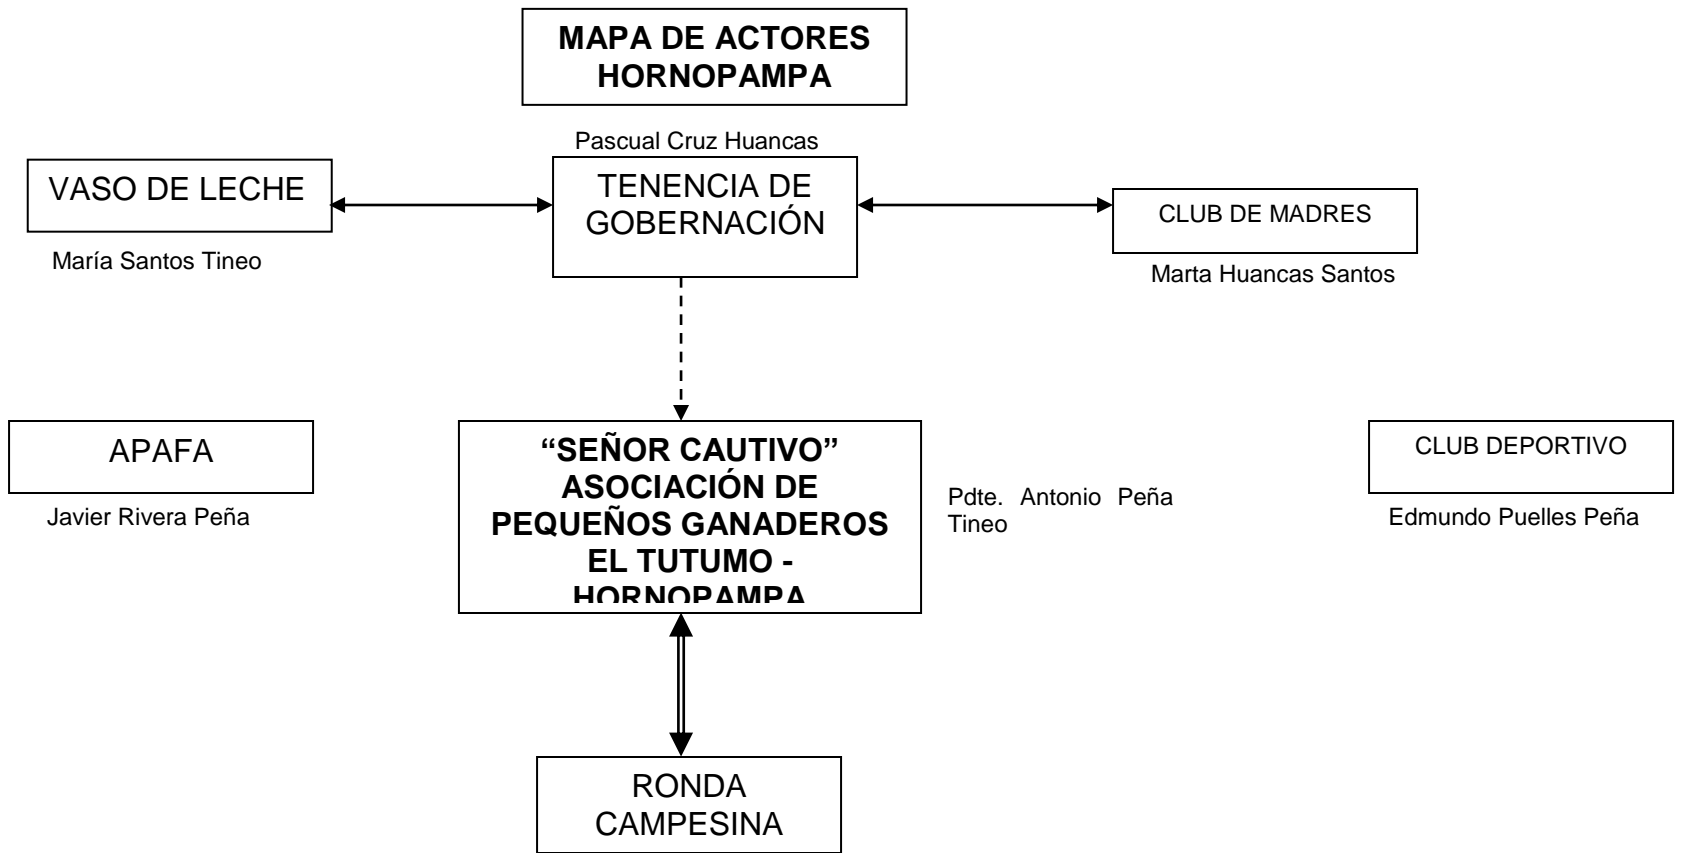 MAPA DE ACTORES
HORNOPAMPA
Pascual Cruz Huancas
VASO DE LECHE
TENENCIA DE
GOBERNACIÓN
CLUB DE MADRES
María Santos Tineo
Marta Huancas Santos
APAFA
Javier Rivera Peña
“SEÑOR CAUTIVO”
ASOCIACIÓN DE
PEQUEÑOS GANADEROS
EL TUTUMO -
HORNOPAMPA
Pdte. Antonio Peña
Tineo
CLUB DEPORTIVO
Edmundo Puelles Peña
RONDA
CAMPESINA